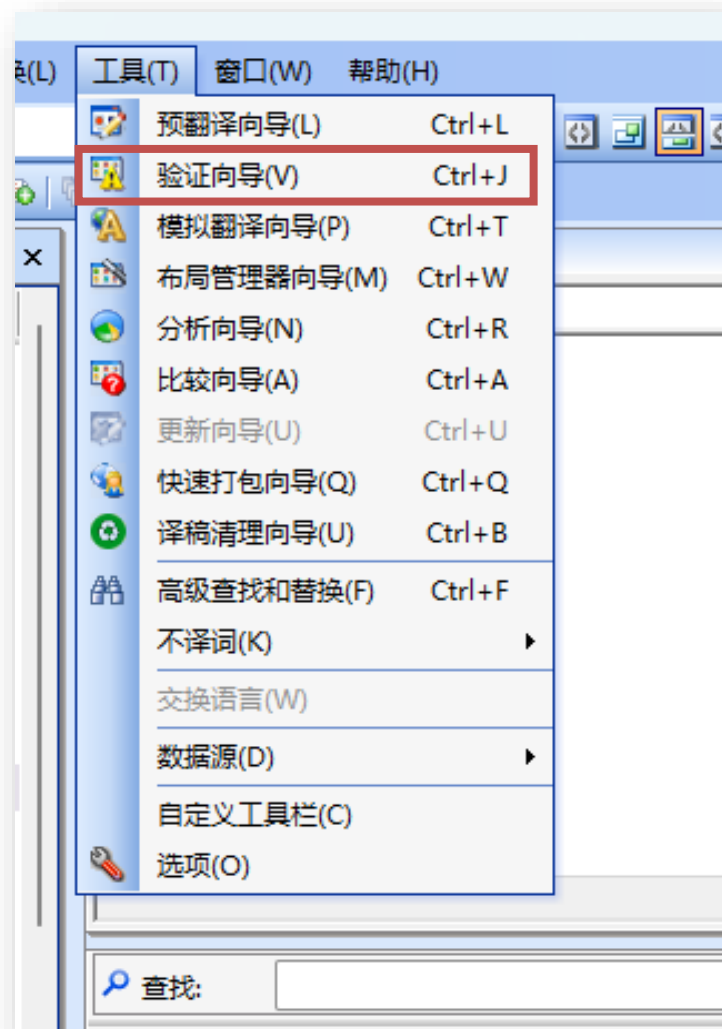 (L) 工具(T) 窗口(W) 帮助(H)
预翻译向导(L) Ctrl+L
验证向导(V) Ctrl+J
模拟翻译向导(P) Ctrl+T
布局管理器向导(M) Ctrl+W
分析向导(N) Ctrl+R
比较向导(A) Ctrl+A
更新向导(U) Ctrl+U
快速打包向导(Q) Ctrl+Q
译稿清理向导(U) Ctrl+B
高级查找和替换(F) Ctrl+F
不译词(K)
交换语言(W)
数据源(D)
自定义工具栏(C)
选项(O)
查找: